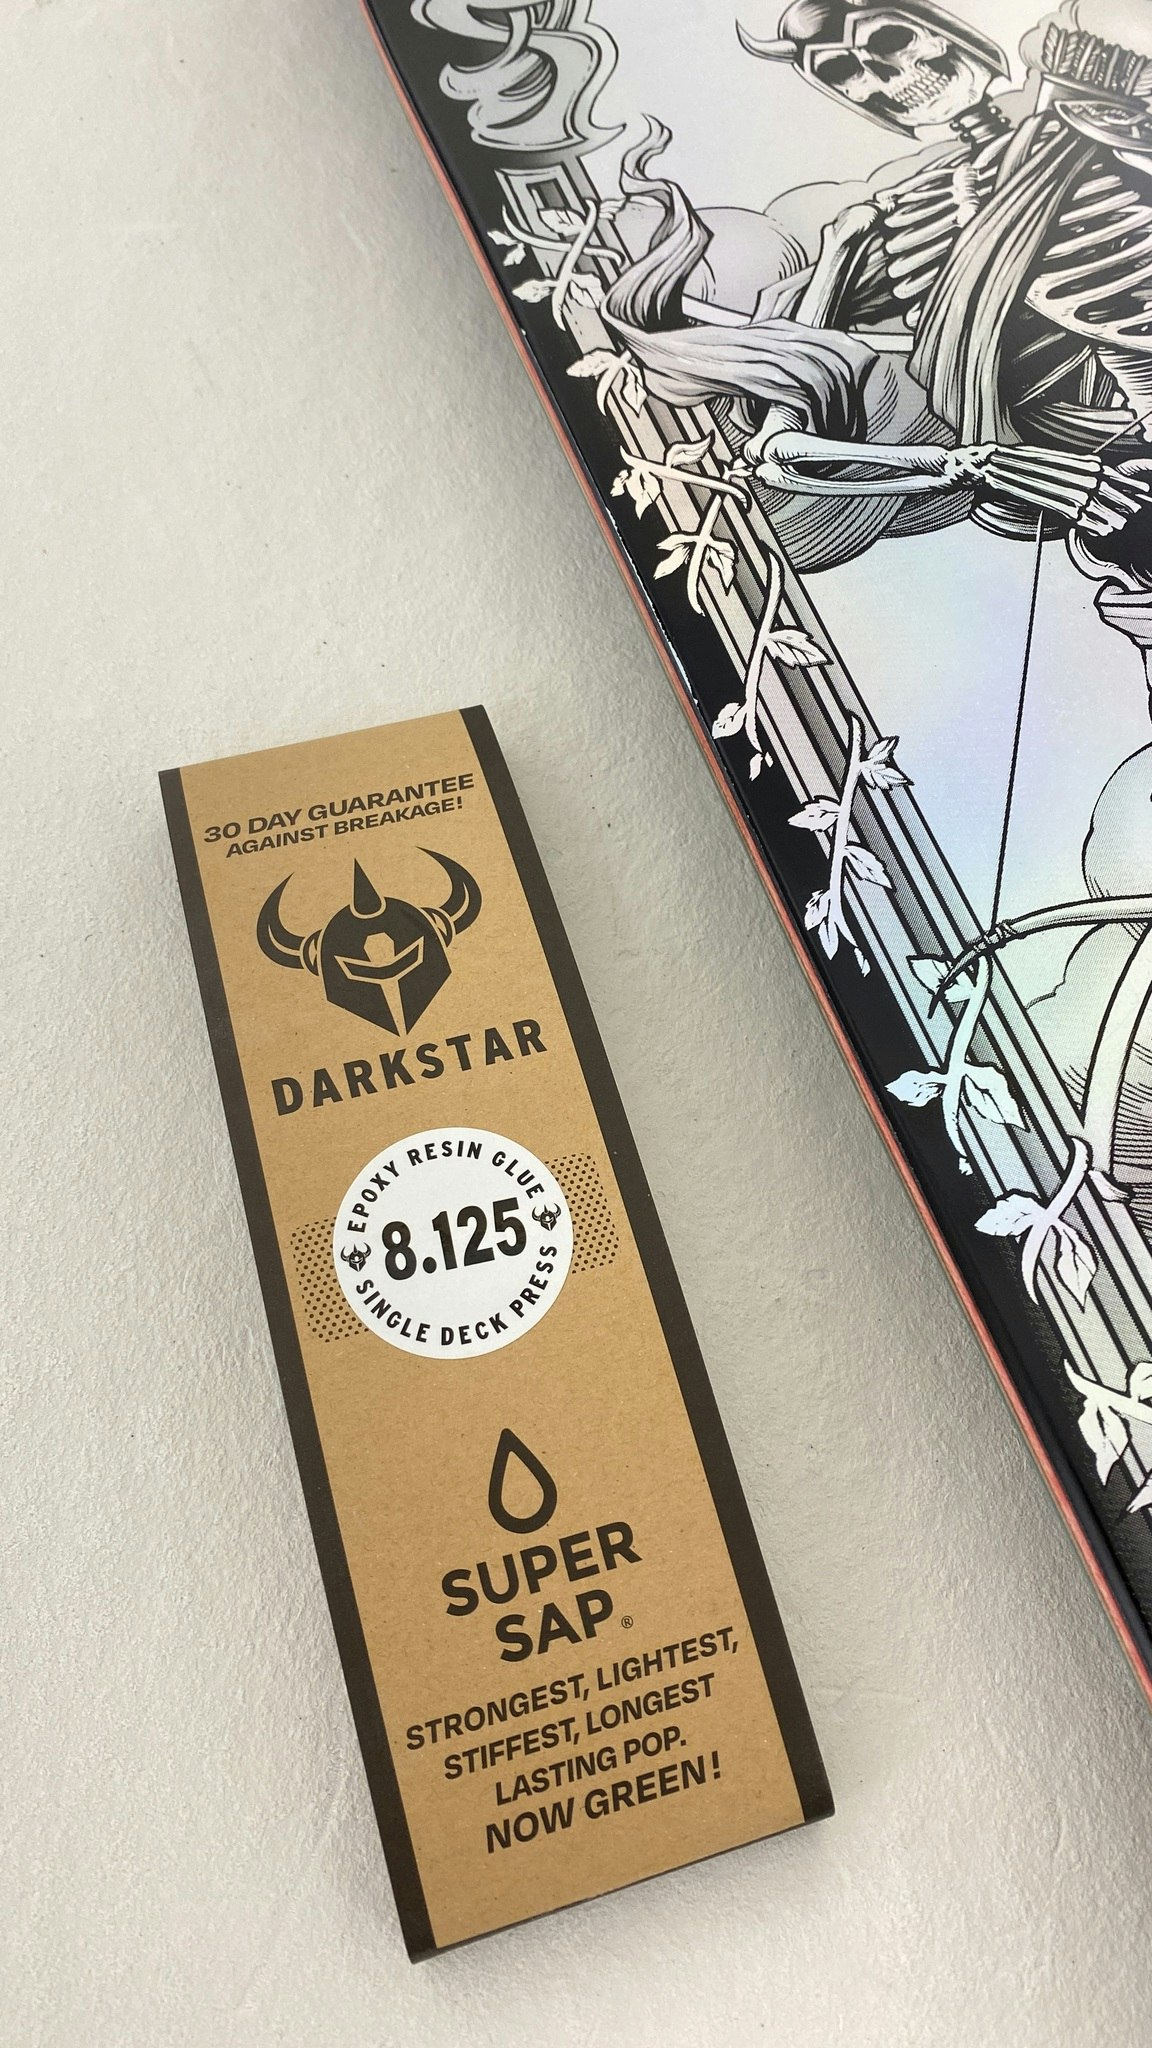 30 DAY GUARANTEE
AGAINST BREAKAGE!
DARKSTAR
EPOXY RESIN GLUE
8.125
SINGLE DECK PRESS
SUPER
SAP®
STRONGEST, LIGHTEST,
STIFFEST, LONGEST
LASTING POP.
NOW GREEN!